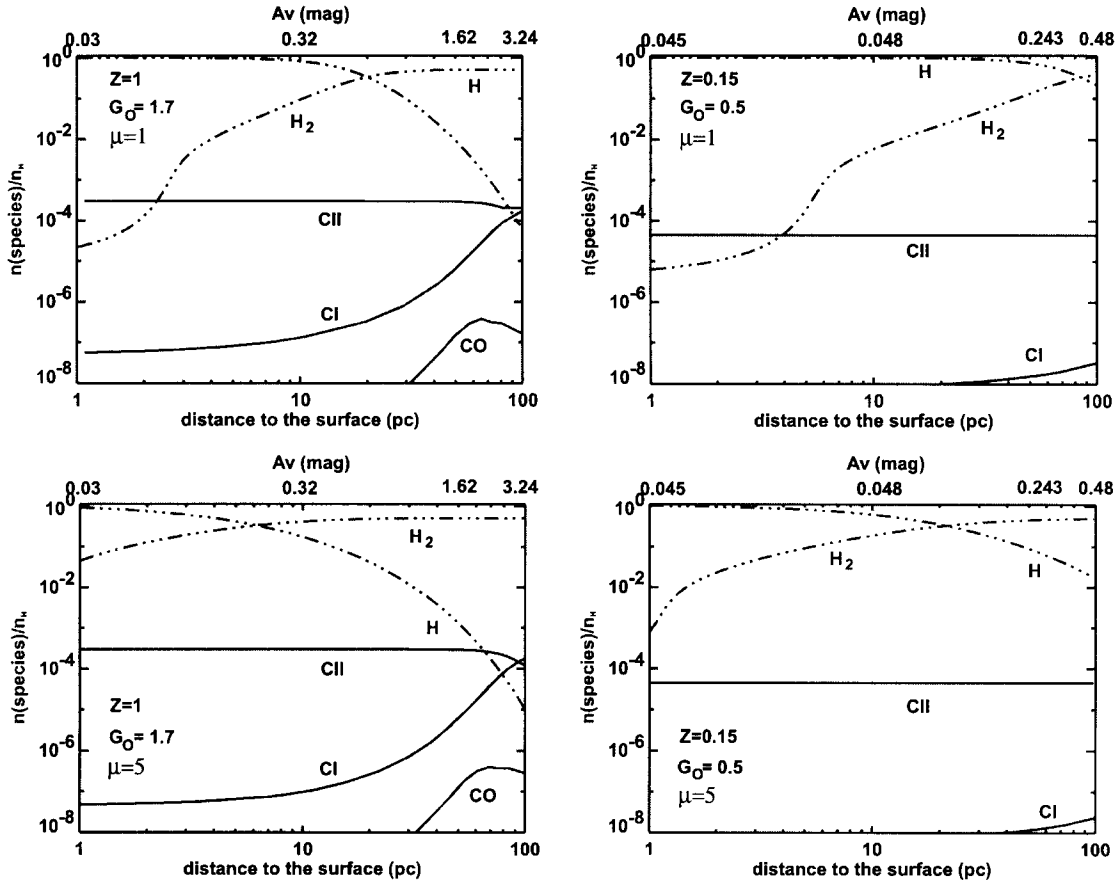 Av (mag)
0.03 0.32 1.62 3.24
10^0
10^-2
10^-4
10^-6
10^-8
n(species)/n_H
Z=1
G_O= 1.7
μ=1
H
H_2
CII
CI
CO
1 10 100
distance to the surface (pc)
Av (mag)
0.045 0.048 0.243 0.48
10^0
10^-2
10^-4
10^-6
10^-8
n(species)/n_H
Z=0.15
G_O= 0.5
μ=1
H
H_2
CII
CI
1 10 100
distance to the surface (pc)
Av (mag)
0.03 0.32 1.62 3.24
10^0
10^-2
10^-4
10^-6
10^-8
n(species)/n_H
H_2
H
CII
Z=1
G_O= 1.7
μ=5
CI
CO
1 10 100
distance to the surface (pc)
Av (mag)
0.045 0.048 0.243 0.48
10^0
10^-2
10^-4
10^-6
10^-8
n(species)/n_H
H_2
H
CII
Z=0.15
G_O= 0.5
μ=5
CI
1 10 100
distance to the surface (pc)